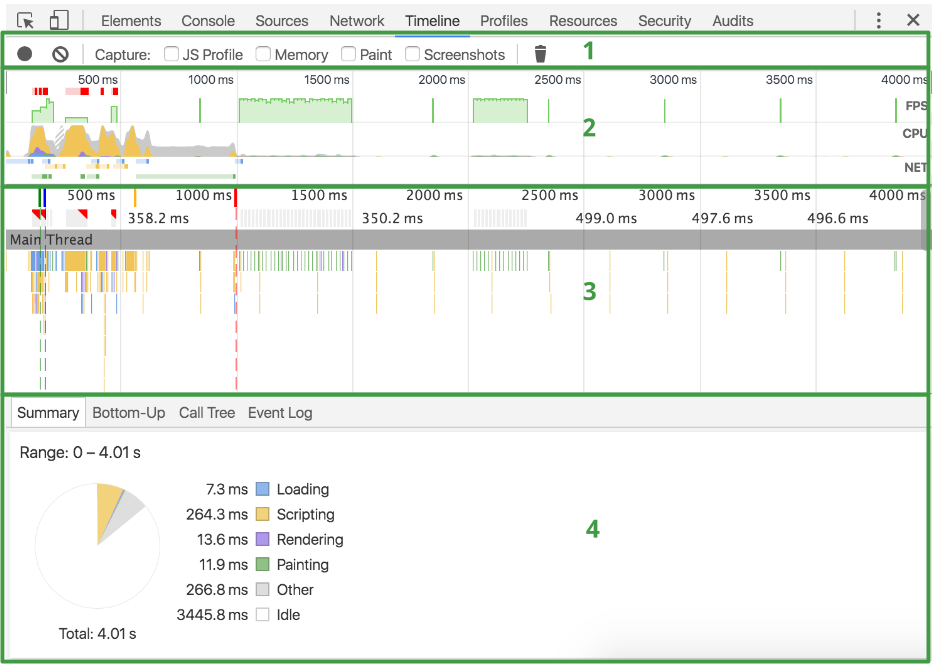 Elements Console Sources Network Timeline Profiles Resources Security Audits
Capture: JS Profile Memory Paint Screenshots 1
500 ms 1000 ms 1500 ms 2000 ms 2500 ms 3000 ms 3500 ms 4000 ms
FPS
2
CPU
NET
500 ms 1000 ms 1500 ms 2000 ms 2500 ms 3000 ms 3500 ms 4000 ms
358.2 ms 350.2 ms 499.0 ms 497.6 ms 496.6 ms
Main Thread
3
Summary Bottom-Up Call Tree Event Log
Range: 0 – 4.01 s
7.3 ms Loading
264.3 ms Scripting
13.6 ms Rendering
4
11.9 ms Painting
266.8 ms Other
3445.8 ms Idle
Total: 4.01 s